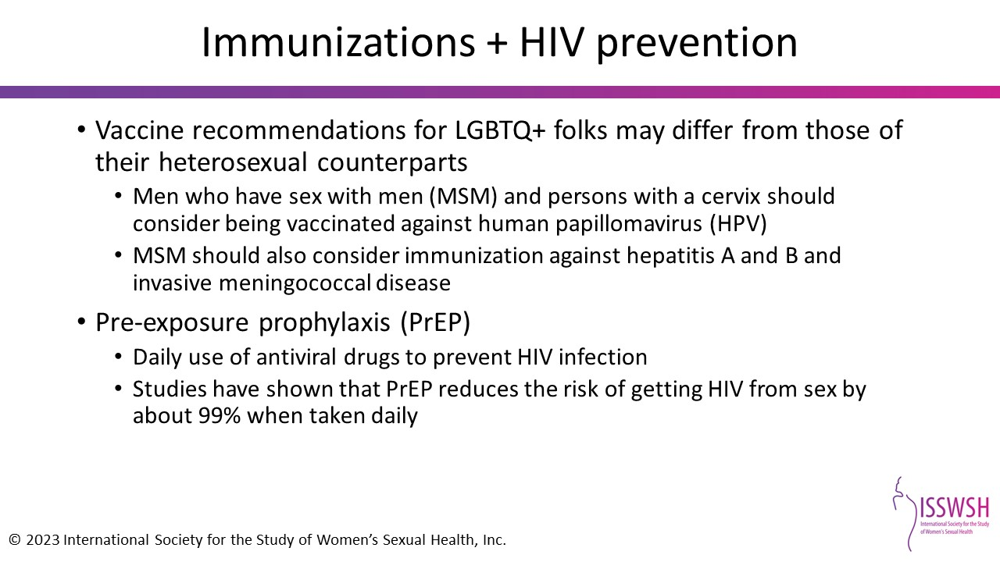 Immunizations + HIV prevention
• Vaccine recommendations for LGBTQ+ folks may differ from those of
their heterosexual counterparts
• Men who have sex with men (MSM) and persons with a cervix should
consider being vaccinated against human papillomavirus (HPV)
• MSM should also consider immunization against hepatitis A and B and
invasive meningococcal disease
• Pre-exposure prophylaxis (PrEP)
• Daily use of antiviral drugs to prevent HIV infection
• Studies have shown that PrEP reduces the risk of getting HIV from sex by
about 99% when taken daily
ISSWSH
International Society for the Study
of Women's Sexual Health
© 2023 International Society for the Study of Women’s Sexual Health, Inc.